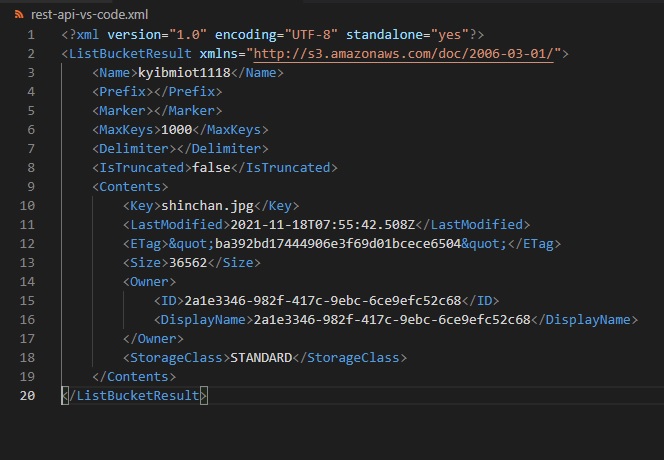 rest-api-vs-code.xml
1 <?xml version="1.0" encoding="UTF-8" standalone="yes"?>
2 <ListBucketResult xmlns="http://s3.amazonaws.com/doc/2006-03-01/">
3 <Name>kyibmiot1118</Name>
4 <Prefix></Prefix>
5 <Marker></Marker>
6 <MaxKeys>1000</MaxKeys>
7 <Delimiter></Delimiter>
8 <IsTruncated>false</IsTruncated>
9 <Contents>
10 <Key>shinchan.jpg</Key>
11 <LastModified>2021-11-18T07:55:42.508Z</LastModified>
12 <ETag>&quot;ba392bd17444906e3f69d01bcece6504&quot;</ETag>
13 <Size>36562</Size>
14 <Owner>
15 <ID>2a1e3346-982f-417c-9ebc-6ce9efc52c68</ID>
16 <DisplayName>2a1e3346-982f-417c-9ebc-6ce9efc52c68</DisplayName>
17 </Owner>
18 <StorageClass>STANDARD</StorageClass>
19 </Contents>
20 </ListBucketResult>